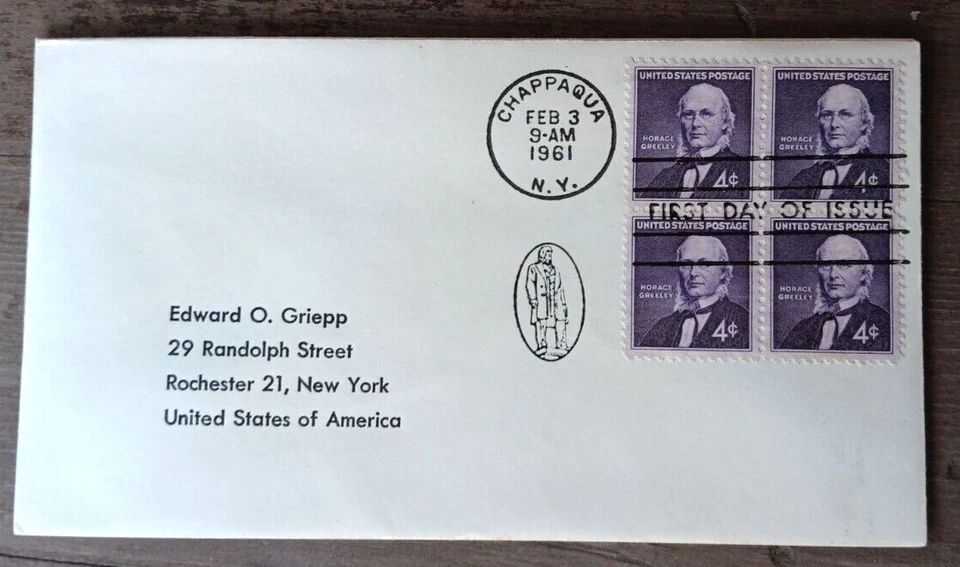 CHAPPAQUA
FEB 3
9-AM
1961
N.Y.
UNITED STATES POSTAGE
HORACE
GREELEY
4¢
UNITED STATES POSTAGE
HORACE
GREELEY
4¢
FIRST DAY OF ISSUE
UNITED STATES POSTAGE
HORACE
GREELEY
4¢
UNITED STATES POSTAGE
HORACE
GREELEY
4¢
Edward O. Griepp
29 Randolph Street
Rochester 21, New York
United States of America